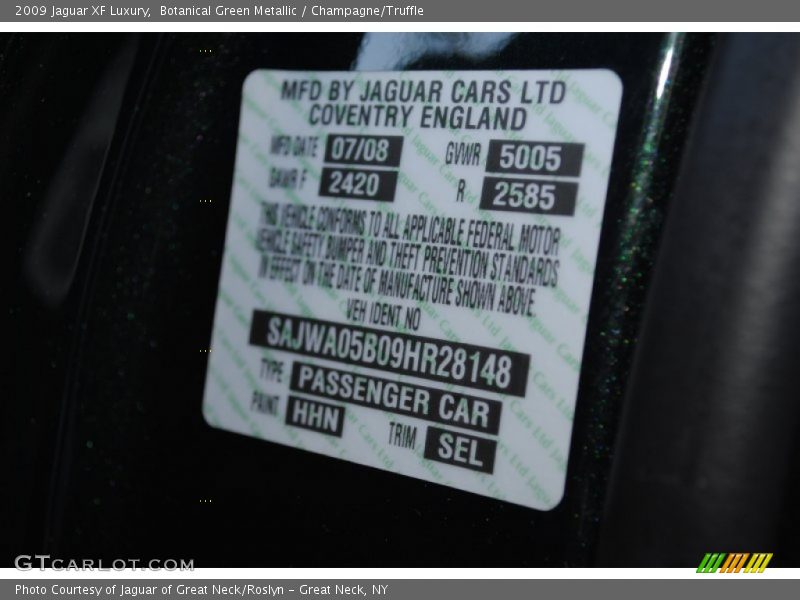 2009 Jaguar XF Luxury,  Botanical Green Metallic / Champagne/Truffle
MFD BY JAGUAR CARS LTD
COVENTRY ENGLAND
MFD DATE 07/08 GVWR 5005
GAWR F 2420 R 2585
THIS VEHICLE CONFORMS TO ALL APPLICABLE FEDERAL MOTOR
VEHICLE SAFETY BUMPER AND THEFT PREVENTION STANDARDS
IN EFFECT ON THE DATE OF MANUFACTURE SHOWN ABOVE.
VEH IDENT NO
SAJWA05B09HR28148
TYPE PASSENGER CAR
PAINT HHN TRIM SEL
GTCARLOT.COM
Photo Courtesy of Jaguar of Great Neck/Roslyn - Great Neck, NY